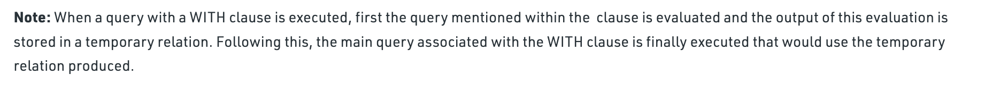 Note: When a query with a WITH clause is executed, first the query mentioned within the  clause is evaluated and the output of this evaluation is
stored in a temporary relation. Following this, the main query associated with the WITH clause is finally executed that would use the temporary
relation produced.